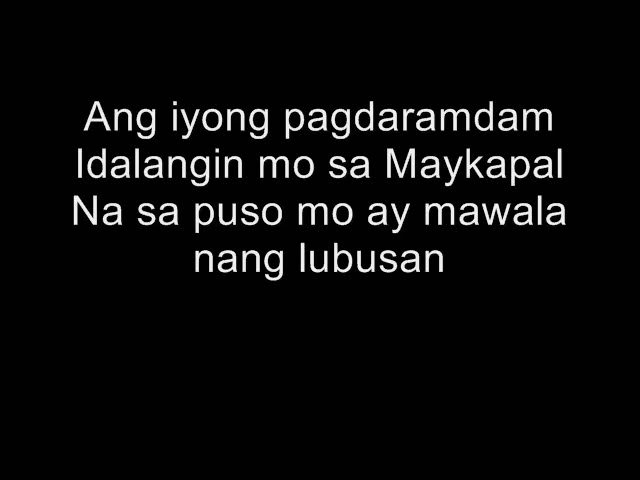 Ang iyong pagdaramdam
Idalangin mo sa Maykapal
Na sa puso mo ay mawala
nang lubusan